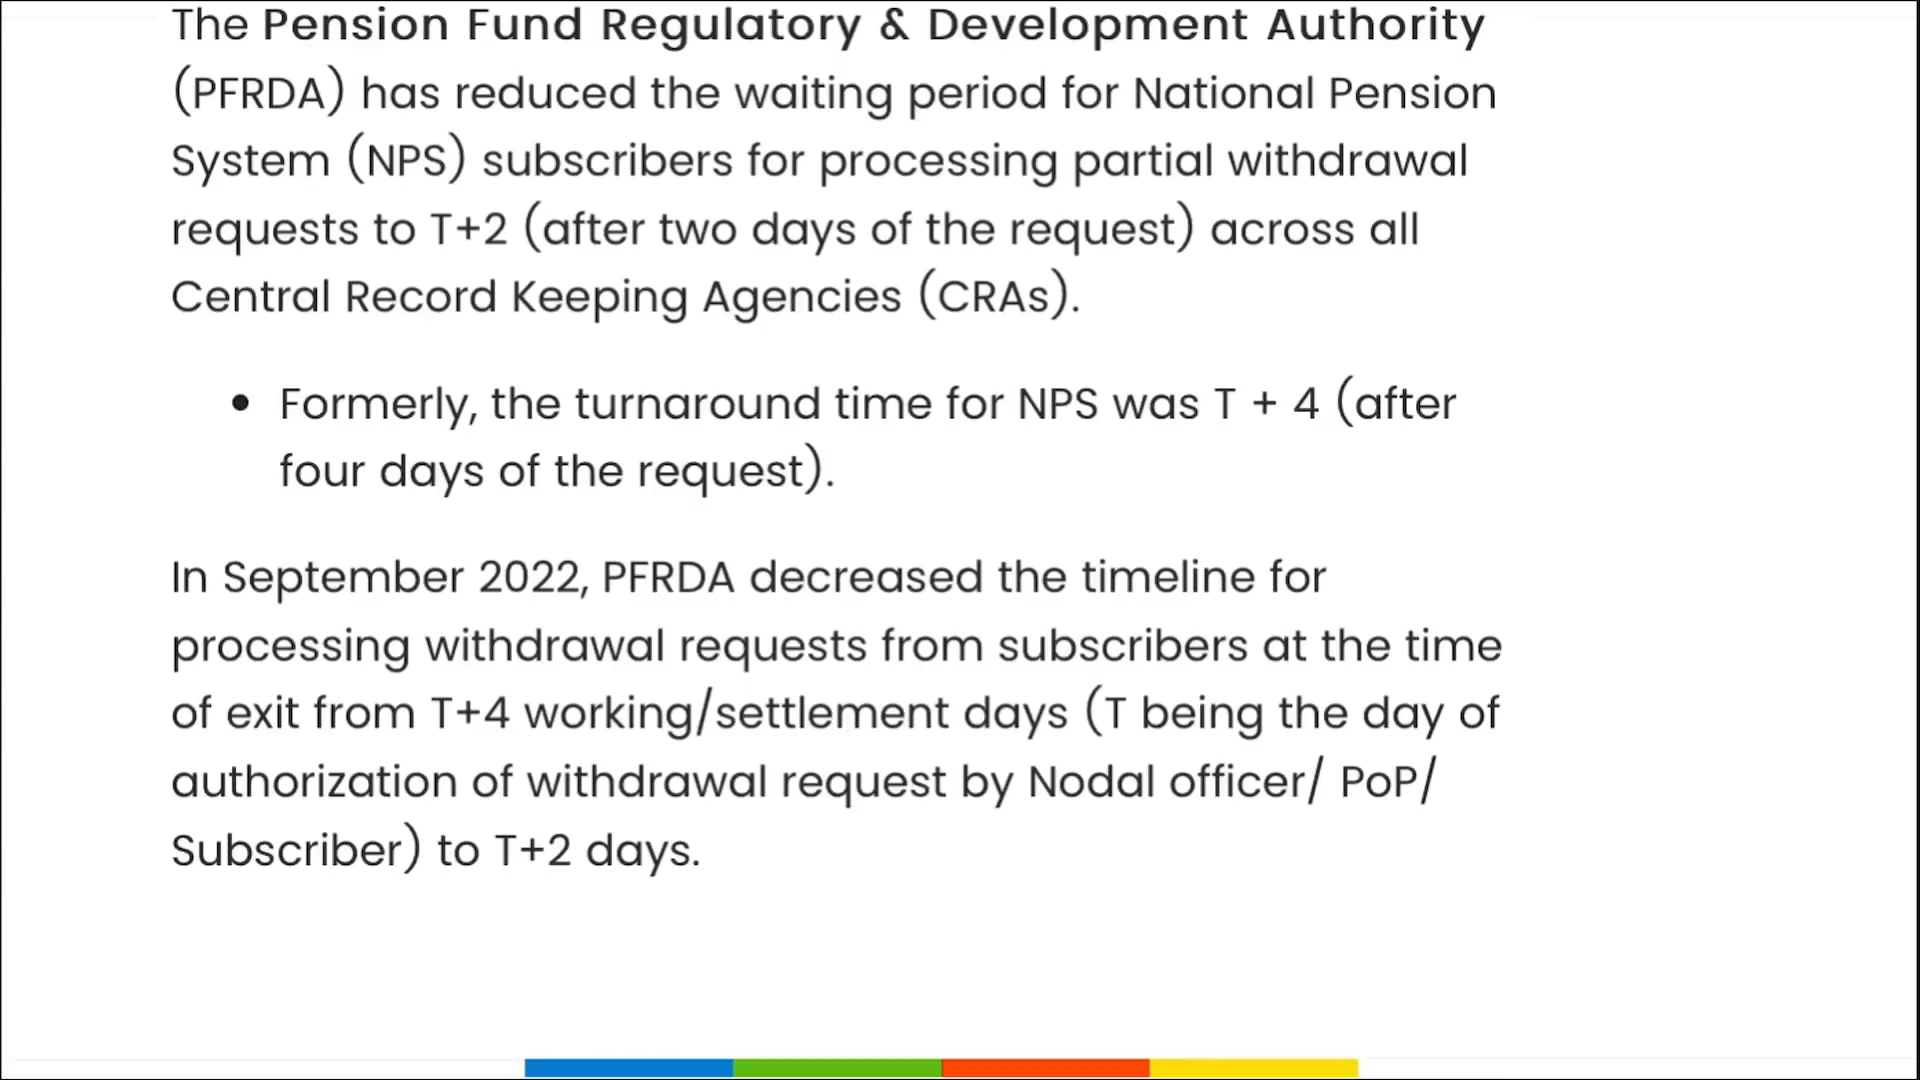 The Pension Fund Regulatory & Development Authority
(PFRDA) has reduced the waiting period for National Pension
System (NPS) subscribers for processing partial withdrawal
requests to T+2 (after two days of the request) across all
Central Record Keeping Agencies (CRAs).
• Formerly, the turnaround time for NPS was T + 4 (after
four days of the request).
In September 2022, PFRDA decreased the timeline for
processing withdrawal requests from subscribers at the time
of exit from T+4 working/settlement days (T being the day of
authorization of withdrawal request by Nodal officer/ PoP/
Subscriber) to T+2 days.